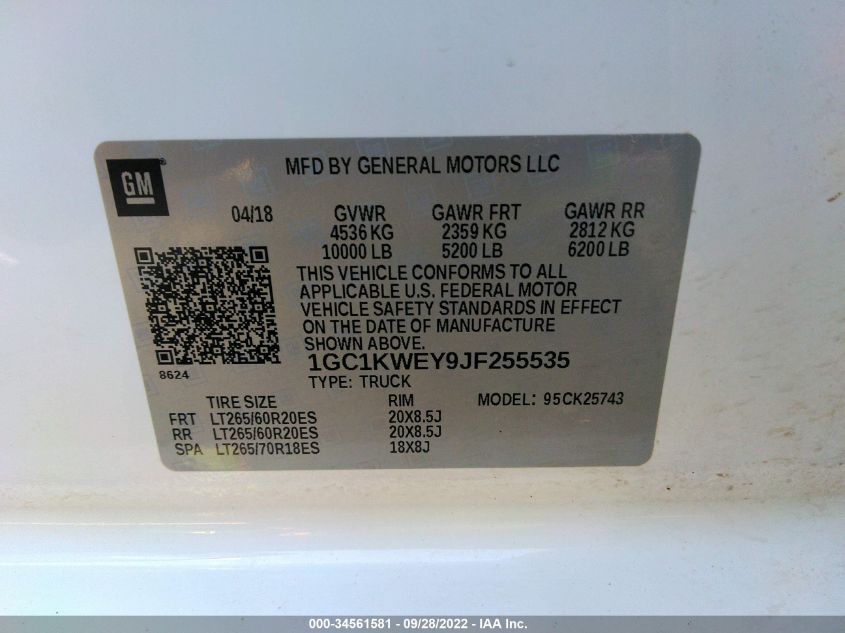 GM ®
MFD BY GENERAL MOTORS LLC
04/18 GVWR GAWR FRT GAWR RR
4536 KG 2359 KG 2812 KG
10000 LB 5200 LB 6200 LB
THIS VEHICLE CONFORMS TO ALL
APPLICABLE U.S. FEDERAL MOTOR
VEHICLE SAFETY STANDARDS IN EFFECT
ON THE DATE OF MANUFACTURE
SHOWN ABOVE.
8624
1GC1KWEY9JF255535
TYPE: TRUCK
TIRE SIZE RIM MODEL: 95CK25743
FRT LT265/60R20ES 20X8.5J
RR LT265/60R20ES 20X8.5J
SPA LT265/70R18ES 18X8J
000-34561581 - 09/28/2022 - IAA Inc.